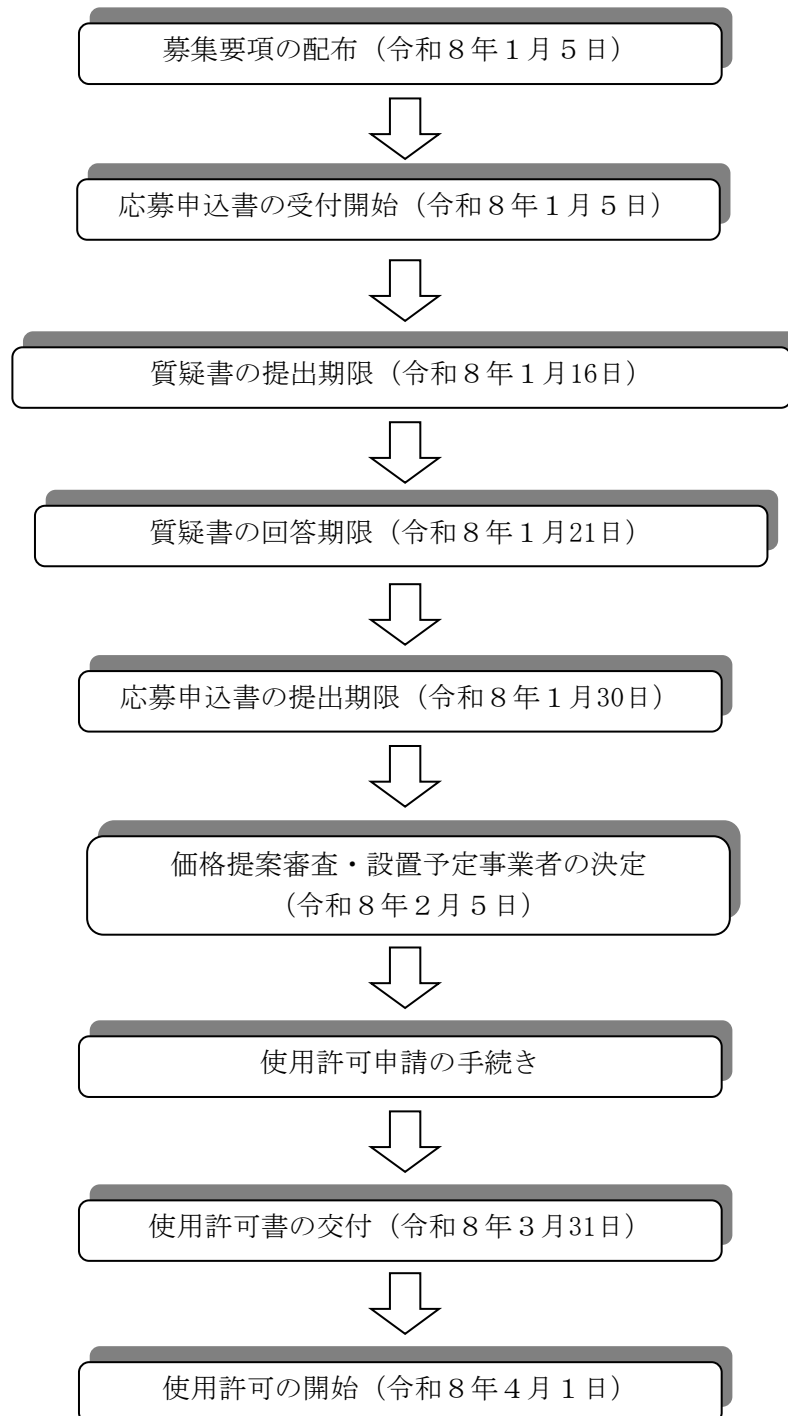 募集要項の配布（令和８年１月５日）
応募申込書の受付開始（令和８年１月５日）
質疑書の提出期限（令和８年１月16日）
質疑書の回答期限（令和８年１月21日）
応募申込書の提出期限（令和８年１月30日）
価格提案審査・設置予定事業者の決定
（令和８年２月５日）
使用許可申請の手続き
使用許可書の交付（令和８年３月31日）
使用許可の開始（令和８年４月１日）